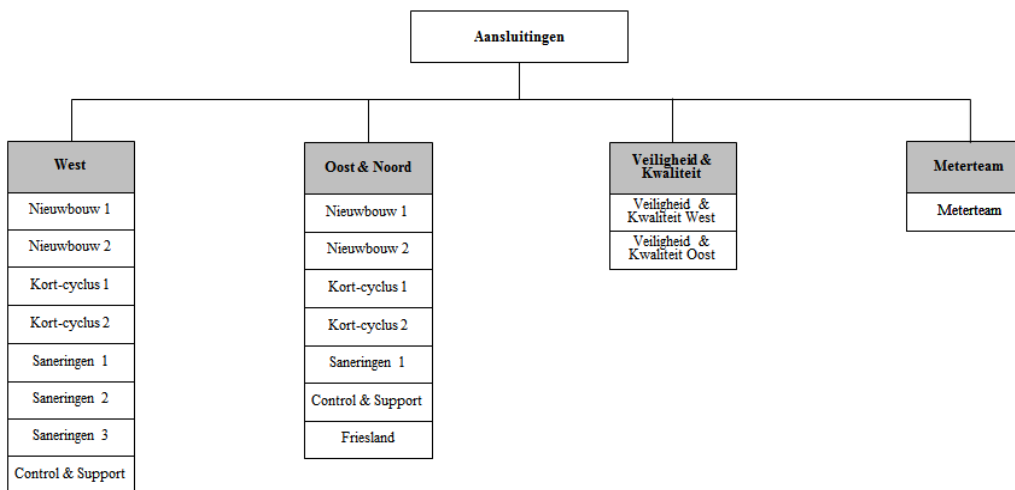 Aansluitingen
West
Nieuwbouw 1
Nieuwbouw 2
Kort-cyclus 1
Kort-cyclus 2
Saneringen 1
Saneringen 2
Saneringen 3
Control & Support
Oost & Noord
Nieuwbouw 1
Nieuwbouw 2
Kort-cyclus 1
Kort-cyclus 2
Saneringen 1
Control & Support
Friesland
Veiligheid &
Kwaliteit
Veiligheid &
Kwaliteit West
Veiligheid &
Kwaliteit Oost
Meterteam
Meterteam